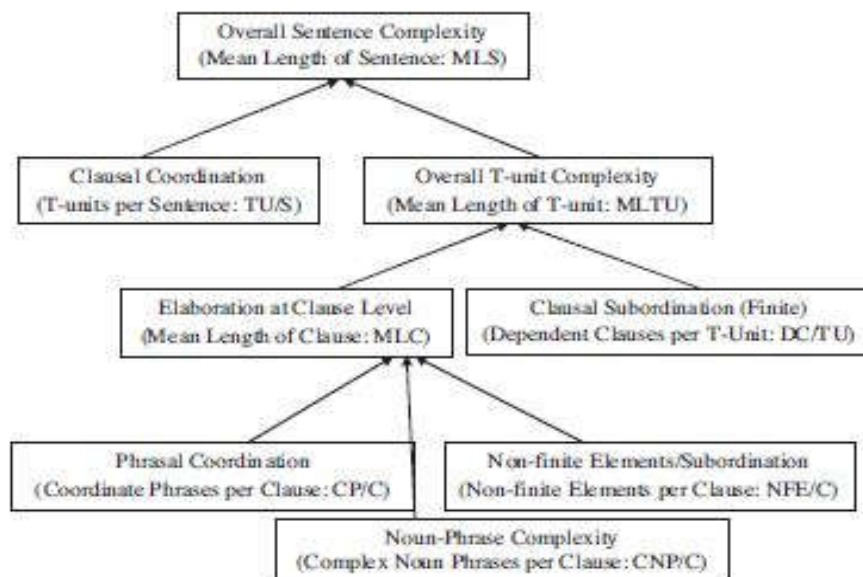 Overall Sentence Complexity
(Mean Length of Sentence: MLS)
Clausal Coordination
(T-units per Sentence: TU/S)
Overall T-unit Complexity
(Mean Length of T-unit: MLTU)
Elaboration at Clause Level
(Mean Length of Clause: MLC)
Clausal Subordination (Finite)
(Dependent Clauses per T-Unit: DC/TU)
Phrasal Coordination
(Coordinate Phrases per Clause: CP/C)
Non-finite Elements/Subordination
(Non-finite Elements per Clause: NFE/C)
Noun-Phrase Complexity
(Complex Noun Phrases per Clause: CNP/C)